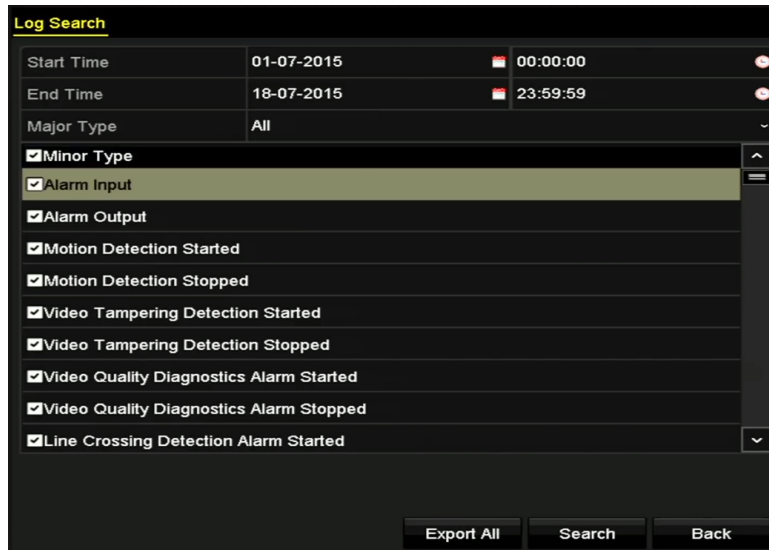 Log Search
Start Time 01-07-2015 00:00:00
End Time 18-07-2015 23:59:59
Major Type All
Minor Type
Alarm Input
Alarm Output
Motion Detection Started
Motion Detection Stopped
Video Tampering Detection Started
Video Tampering Detection Stopped
Video Quality Diagnostics Alarm Started
Video Quality Diagnostics Alarm Stopped
Line Crossing Detection Alarm Started
Export All Search Back